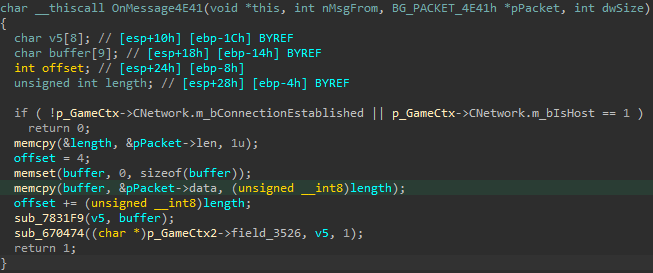 char __thiscall OnMessage4E41(void *this, int nMsgFrom, BG_PACKET_4E41h *pPacket, int dwSize)
{
char v5[8]; // [esp+10h] [ebp-1Ch] BYREF
char buffer[9]; // [esp+18h] [ebp-14h] BYREF
int offset; // [esp+24h] [ebp-8h]
unsigned int length; // [esp+28h] [ebp-4h] BYREF
if ( !p_GameCtx->CNetwork.m_bConnectionEstablished || p_GameCtx->CNetwork.m_bIsHost == 1 )
return 0;
memcpy(&length, &pPacket->len, 1u);
offset = 4;
memset(buffer, 0, sizeof(buffer));
memcpy(buffer, &pPacket->data, (unsigned __int8)length);
offset += (unsigned __int8)length;
sub_7831F9(v5, buffer);
sub_670474((char *)p_GameCtx2->field_3526, v5, 1);
return 1;
}